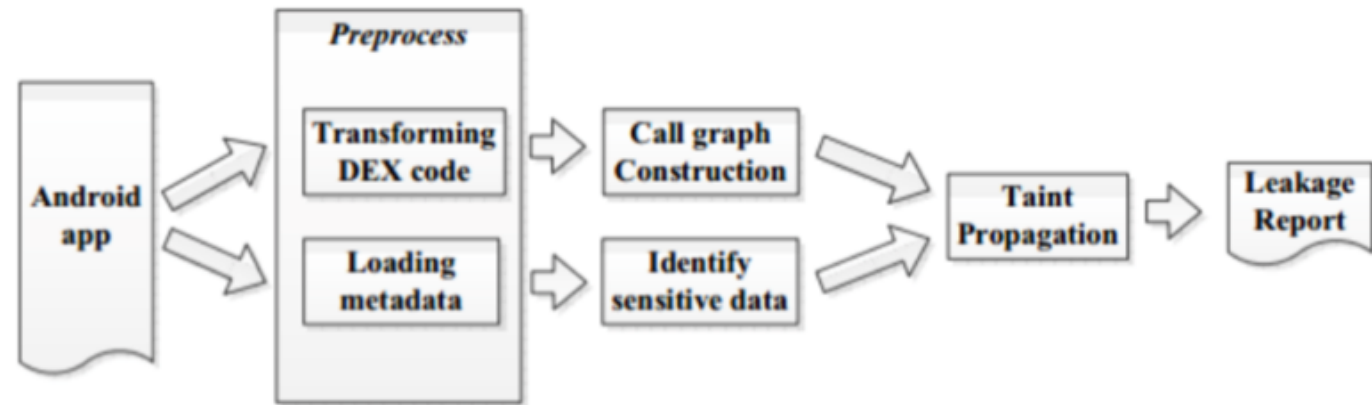 Preprocess
Android
app
Transforming
DEX code
Loading
metadata
Call graph
Construction
Identify
sensitive data
Taint
Propagation
Leakage
Report